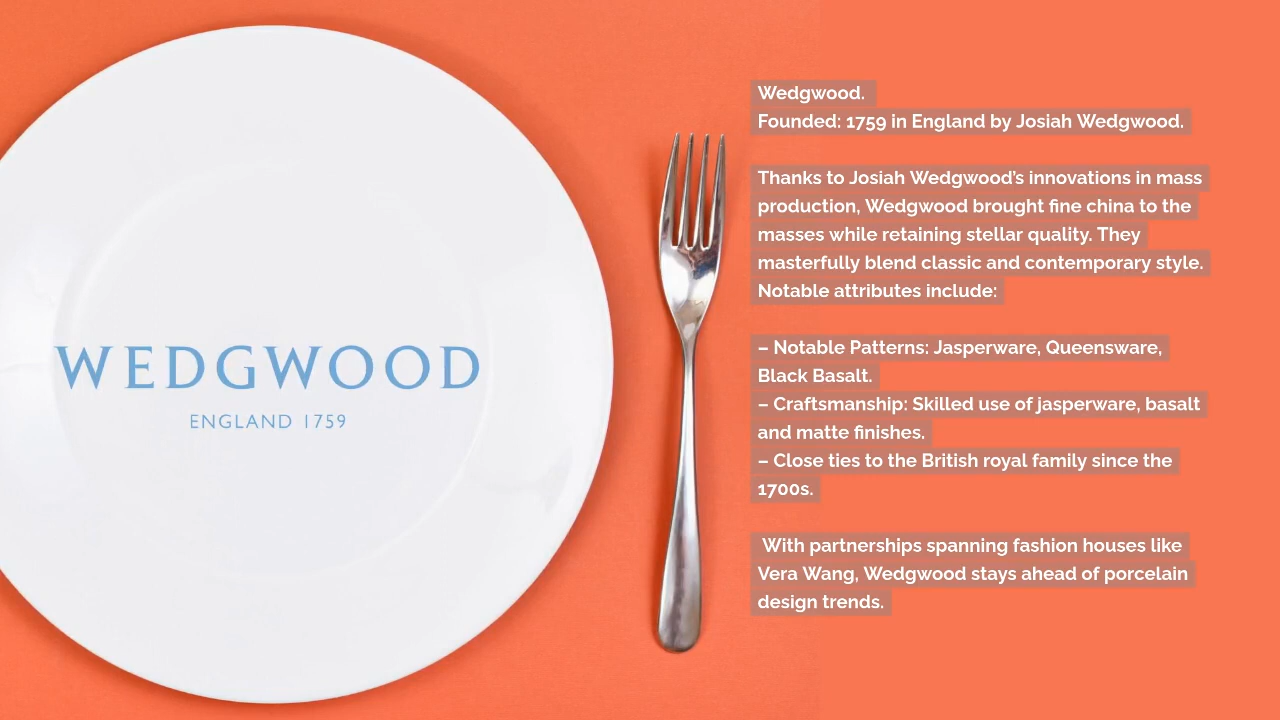 WEDGWOOD
ENGLAND 1759
Wedgwood.
Founded: 1759 in England by Josiah Wedgwood.
Thanks to Josiah Wedgwood’s innovations in mass
production, Wedgwood brought fine china to the
masses while retaining stellar quality. They
masterfully blend classic and contemporary style.
Notable attributes include:
– Notable Patterns: Jasperware, Queensware,
Black Basalt.
– Craftsmanship: Skilled use of jasperware, basalt
and matte finishes.
– Close ties to the British royal family since the
1700s.
With partnerships spanning fashion houses like
Vera Wang, Wedgwood stays ahead of porcelain
design trends.